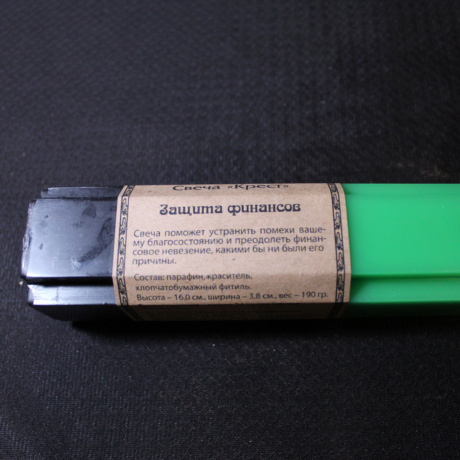 Свеча «Крест»
Защита финансов
Свеча поможет устранить помехи ваше-
му благосостоянию и преодолеть финан-
совое невезение, какими бы ни были его
причины.
Состав: парафин, краситель,
хлопчатобумажный фитиль.
Высота – 16,0 см., ширина – 3,8 см., вес – 190 гр.